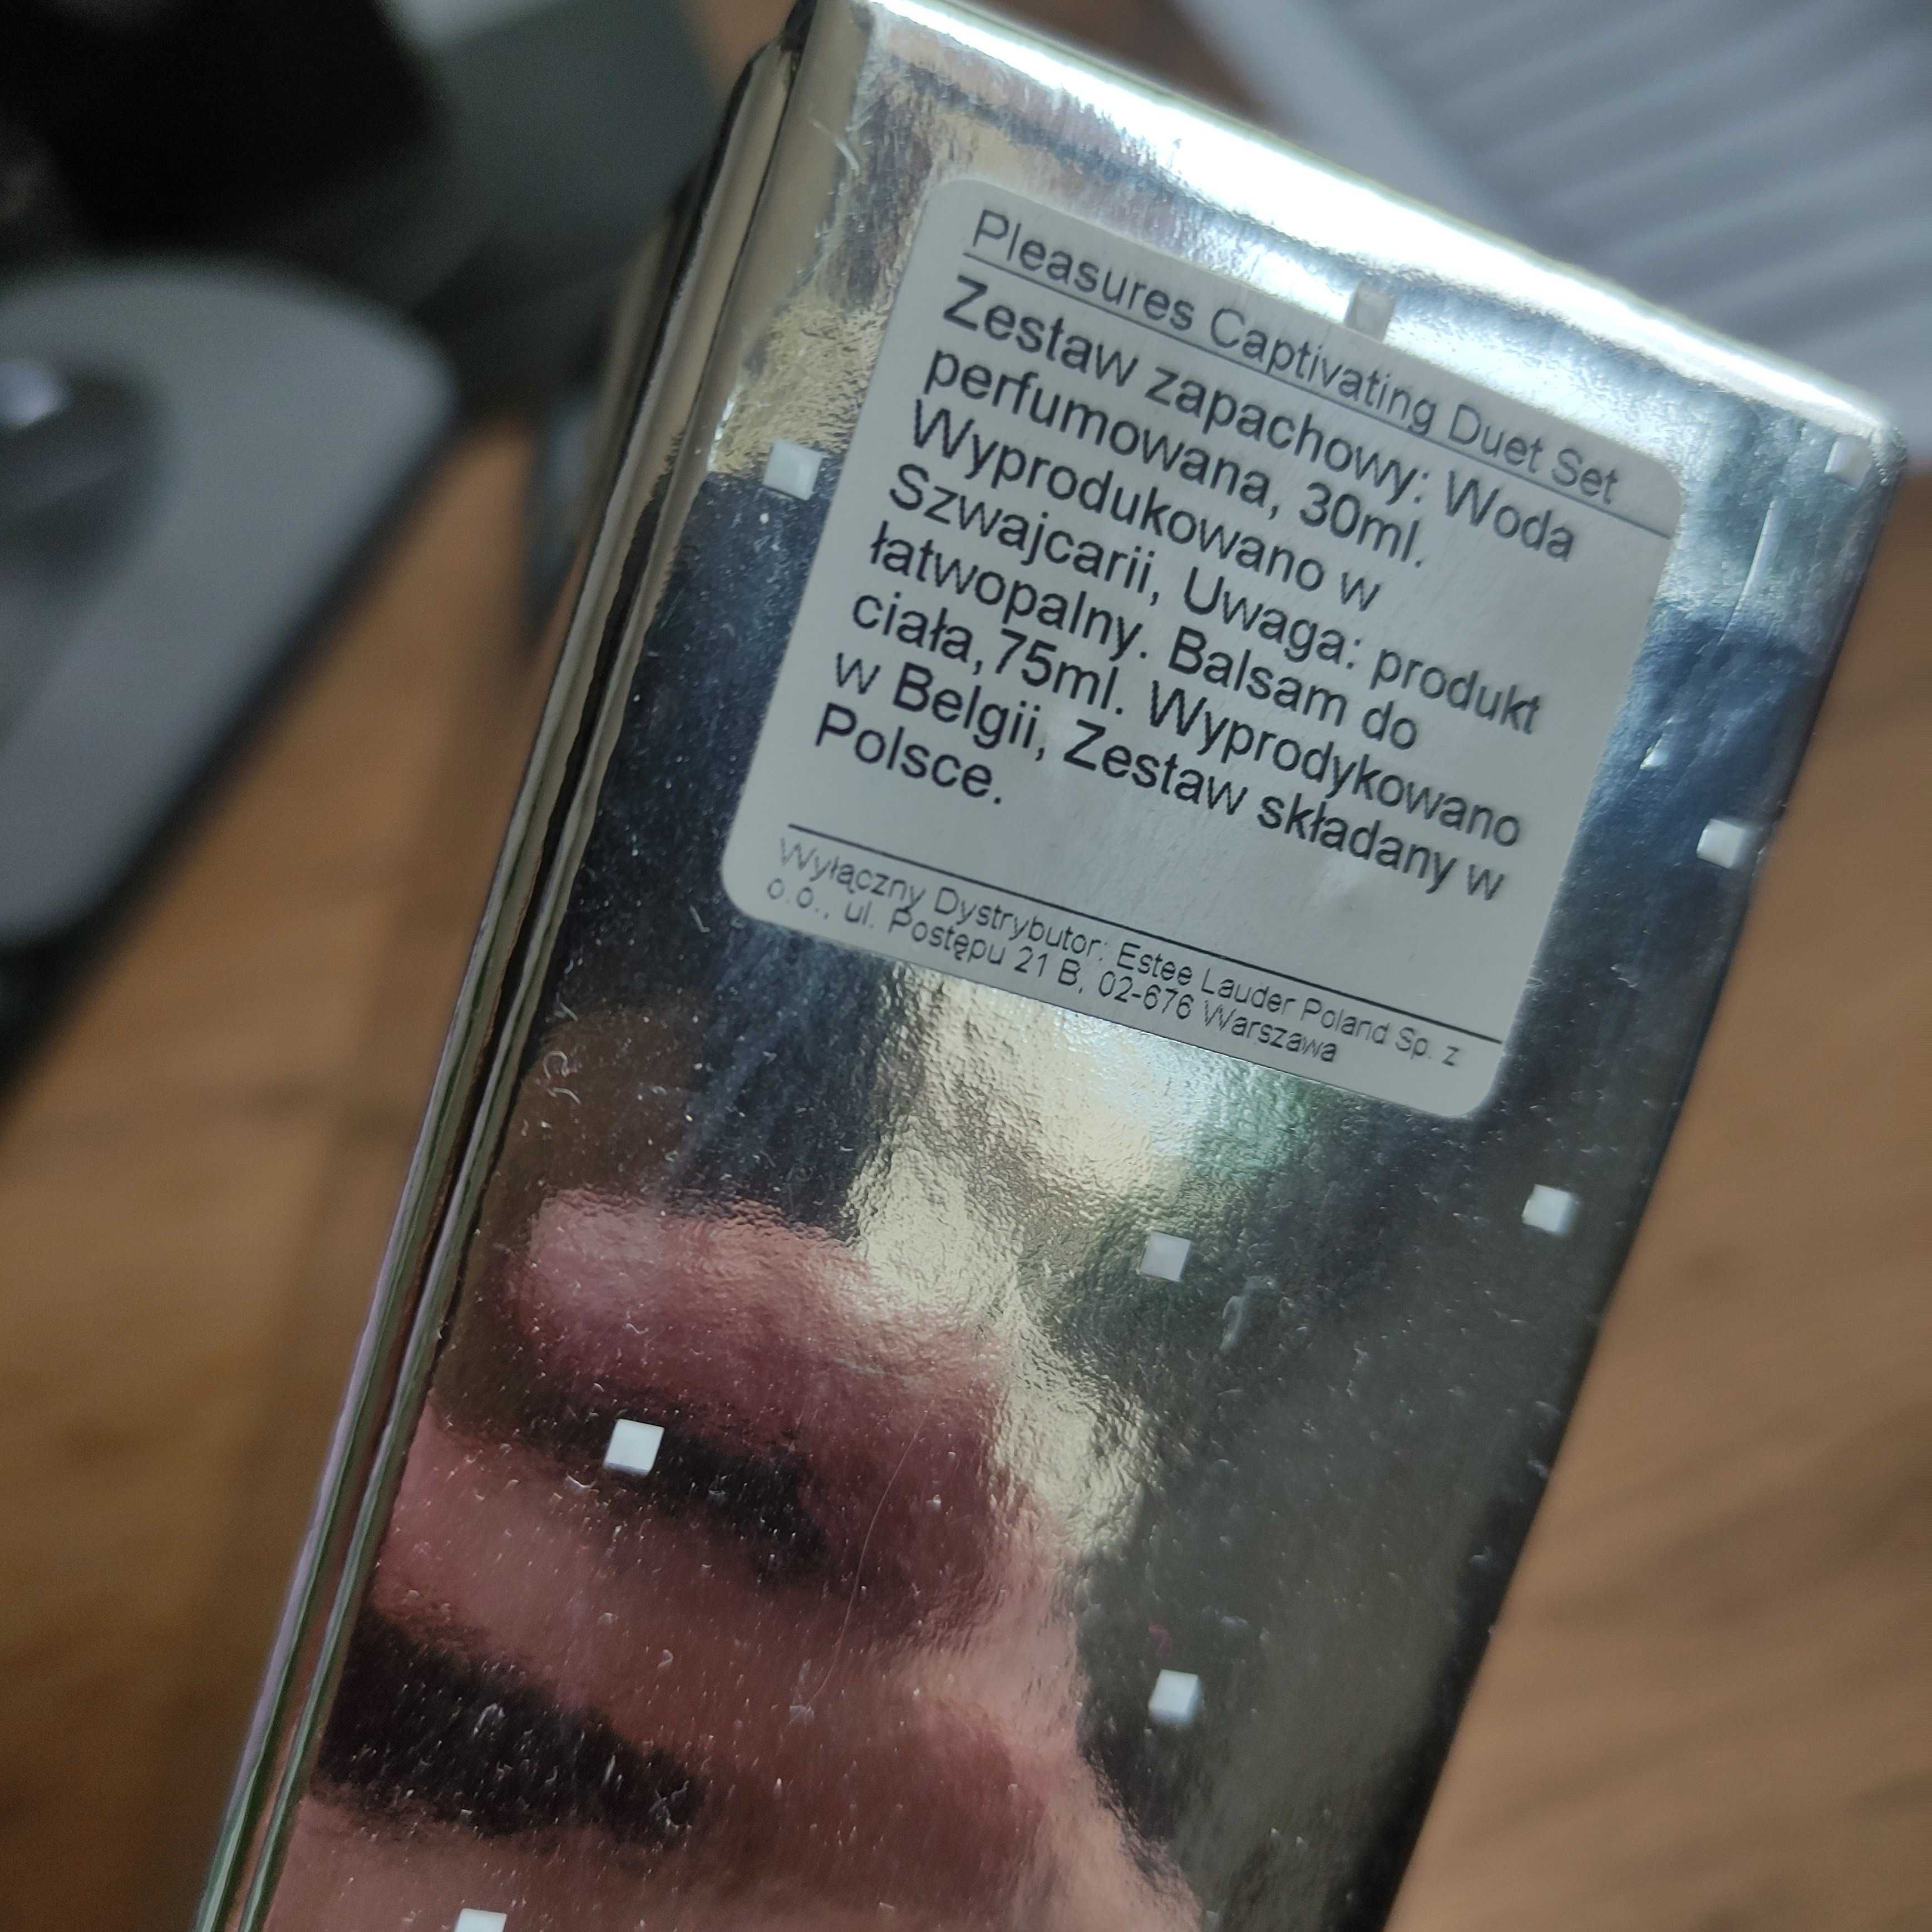 Pleasures Captivating Duet Set
Zestaw zapachowy: Woda
perfumowana, 30ml.
Wyprodukowano w
Szwajcarii, Uwaga: produkt
łatwopalny. Balsam do
ciała,75ml. Wyprodykowano
w Belgii, Zestaw składany w
Polsce.
Wyłączny Dystrybutor: Estee Lauder Poland Sp. z
o.o., ul. Postępu 21 B, 02-676 Warszawa